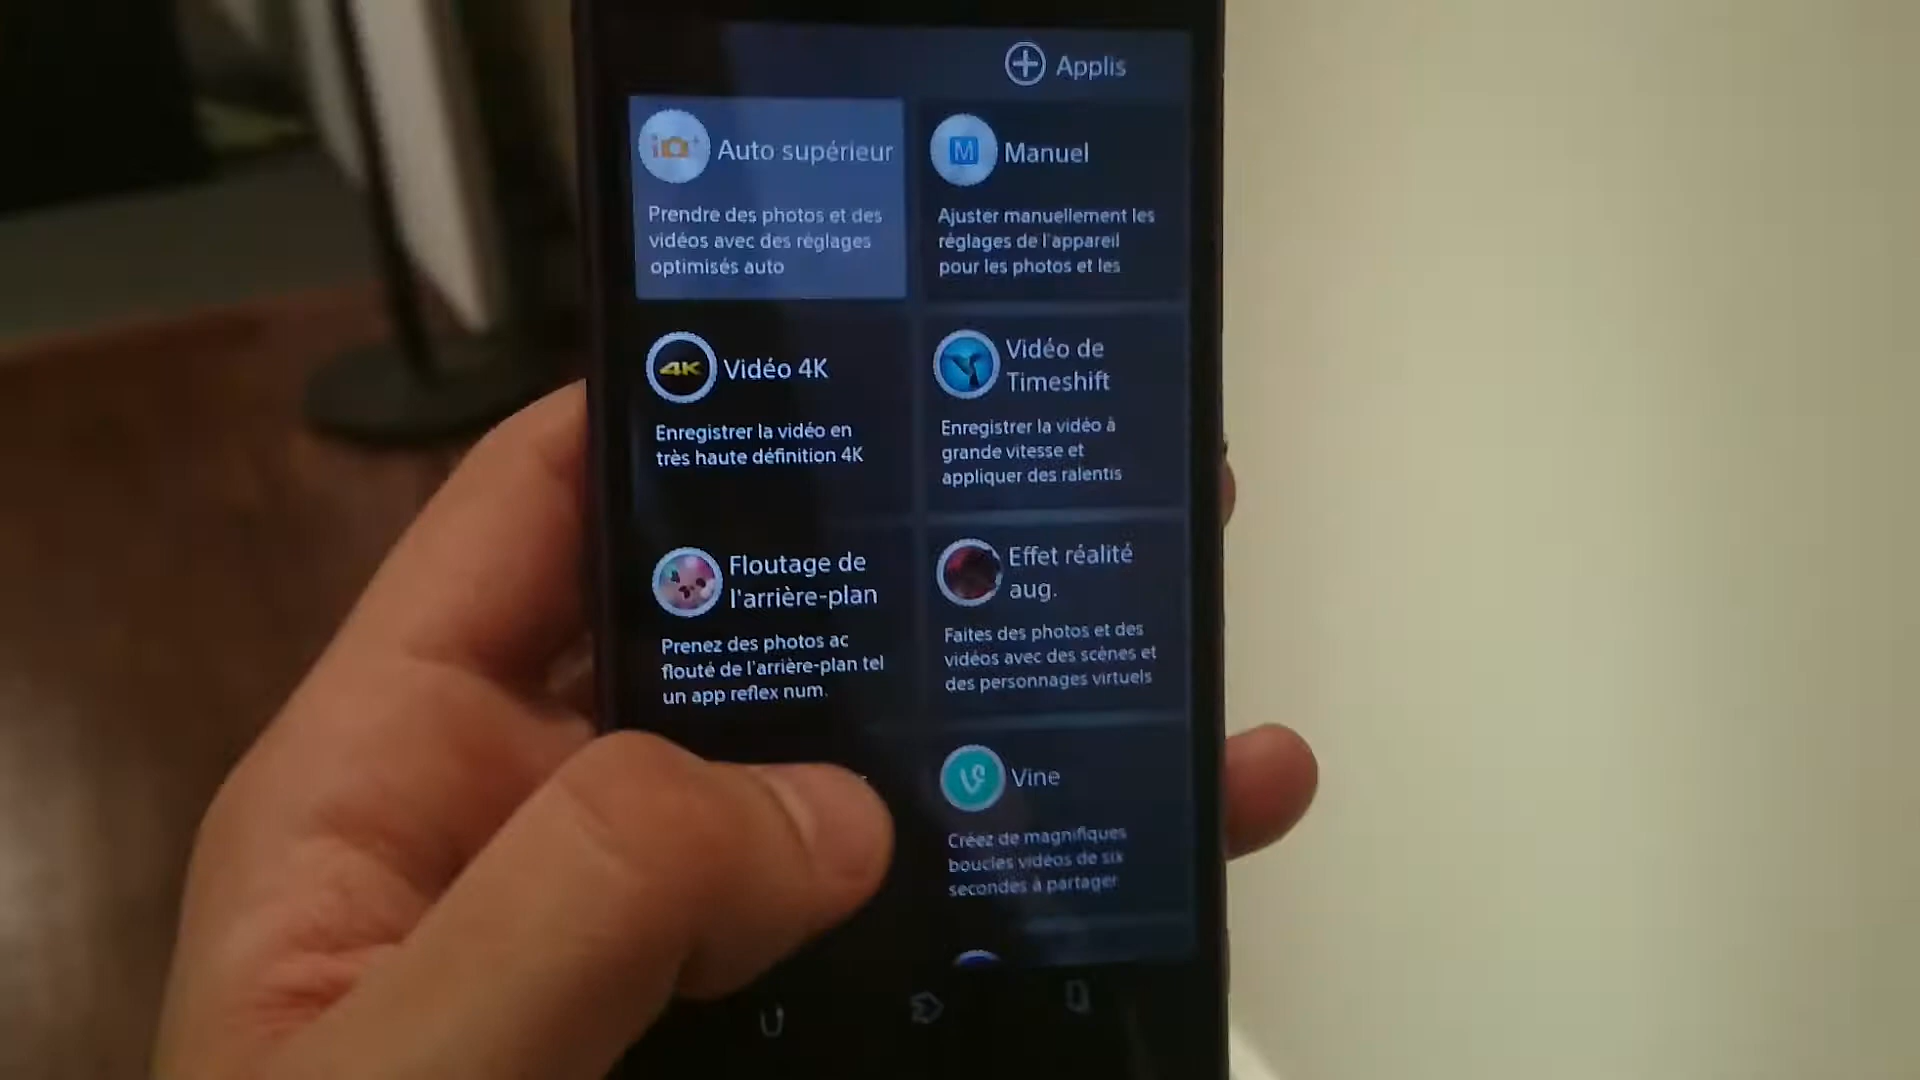 Applis
Auto supérieur
Prendre des photos et des
vidéos avec des réglages
optimisés auto
M
Manuel
Ajuster manuellement les
réglages de l'appareil
pour les photos et les
4K
Vidéo 4K
Enregistrer la vidéo en
très haute définition 4K
Vidéo de
Timeshift
Enregistrer la vidéo à
grande vitesse et
appliquer des ralentis
Floutage de
l'arrière-plan
Prenez des photos ac
flouté de l'arrière-plan tel
un app reflex num.
Effet réalité
aug.
Faites des photos et des
vidéos avec des scènes et
des personnages virtuels
Vine
Créez de magnifiques
boucles vidéos de six
secondes à partager